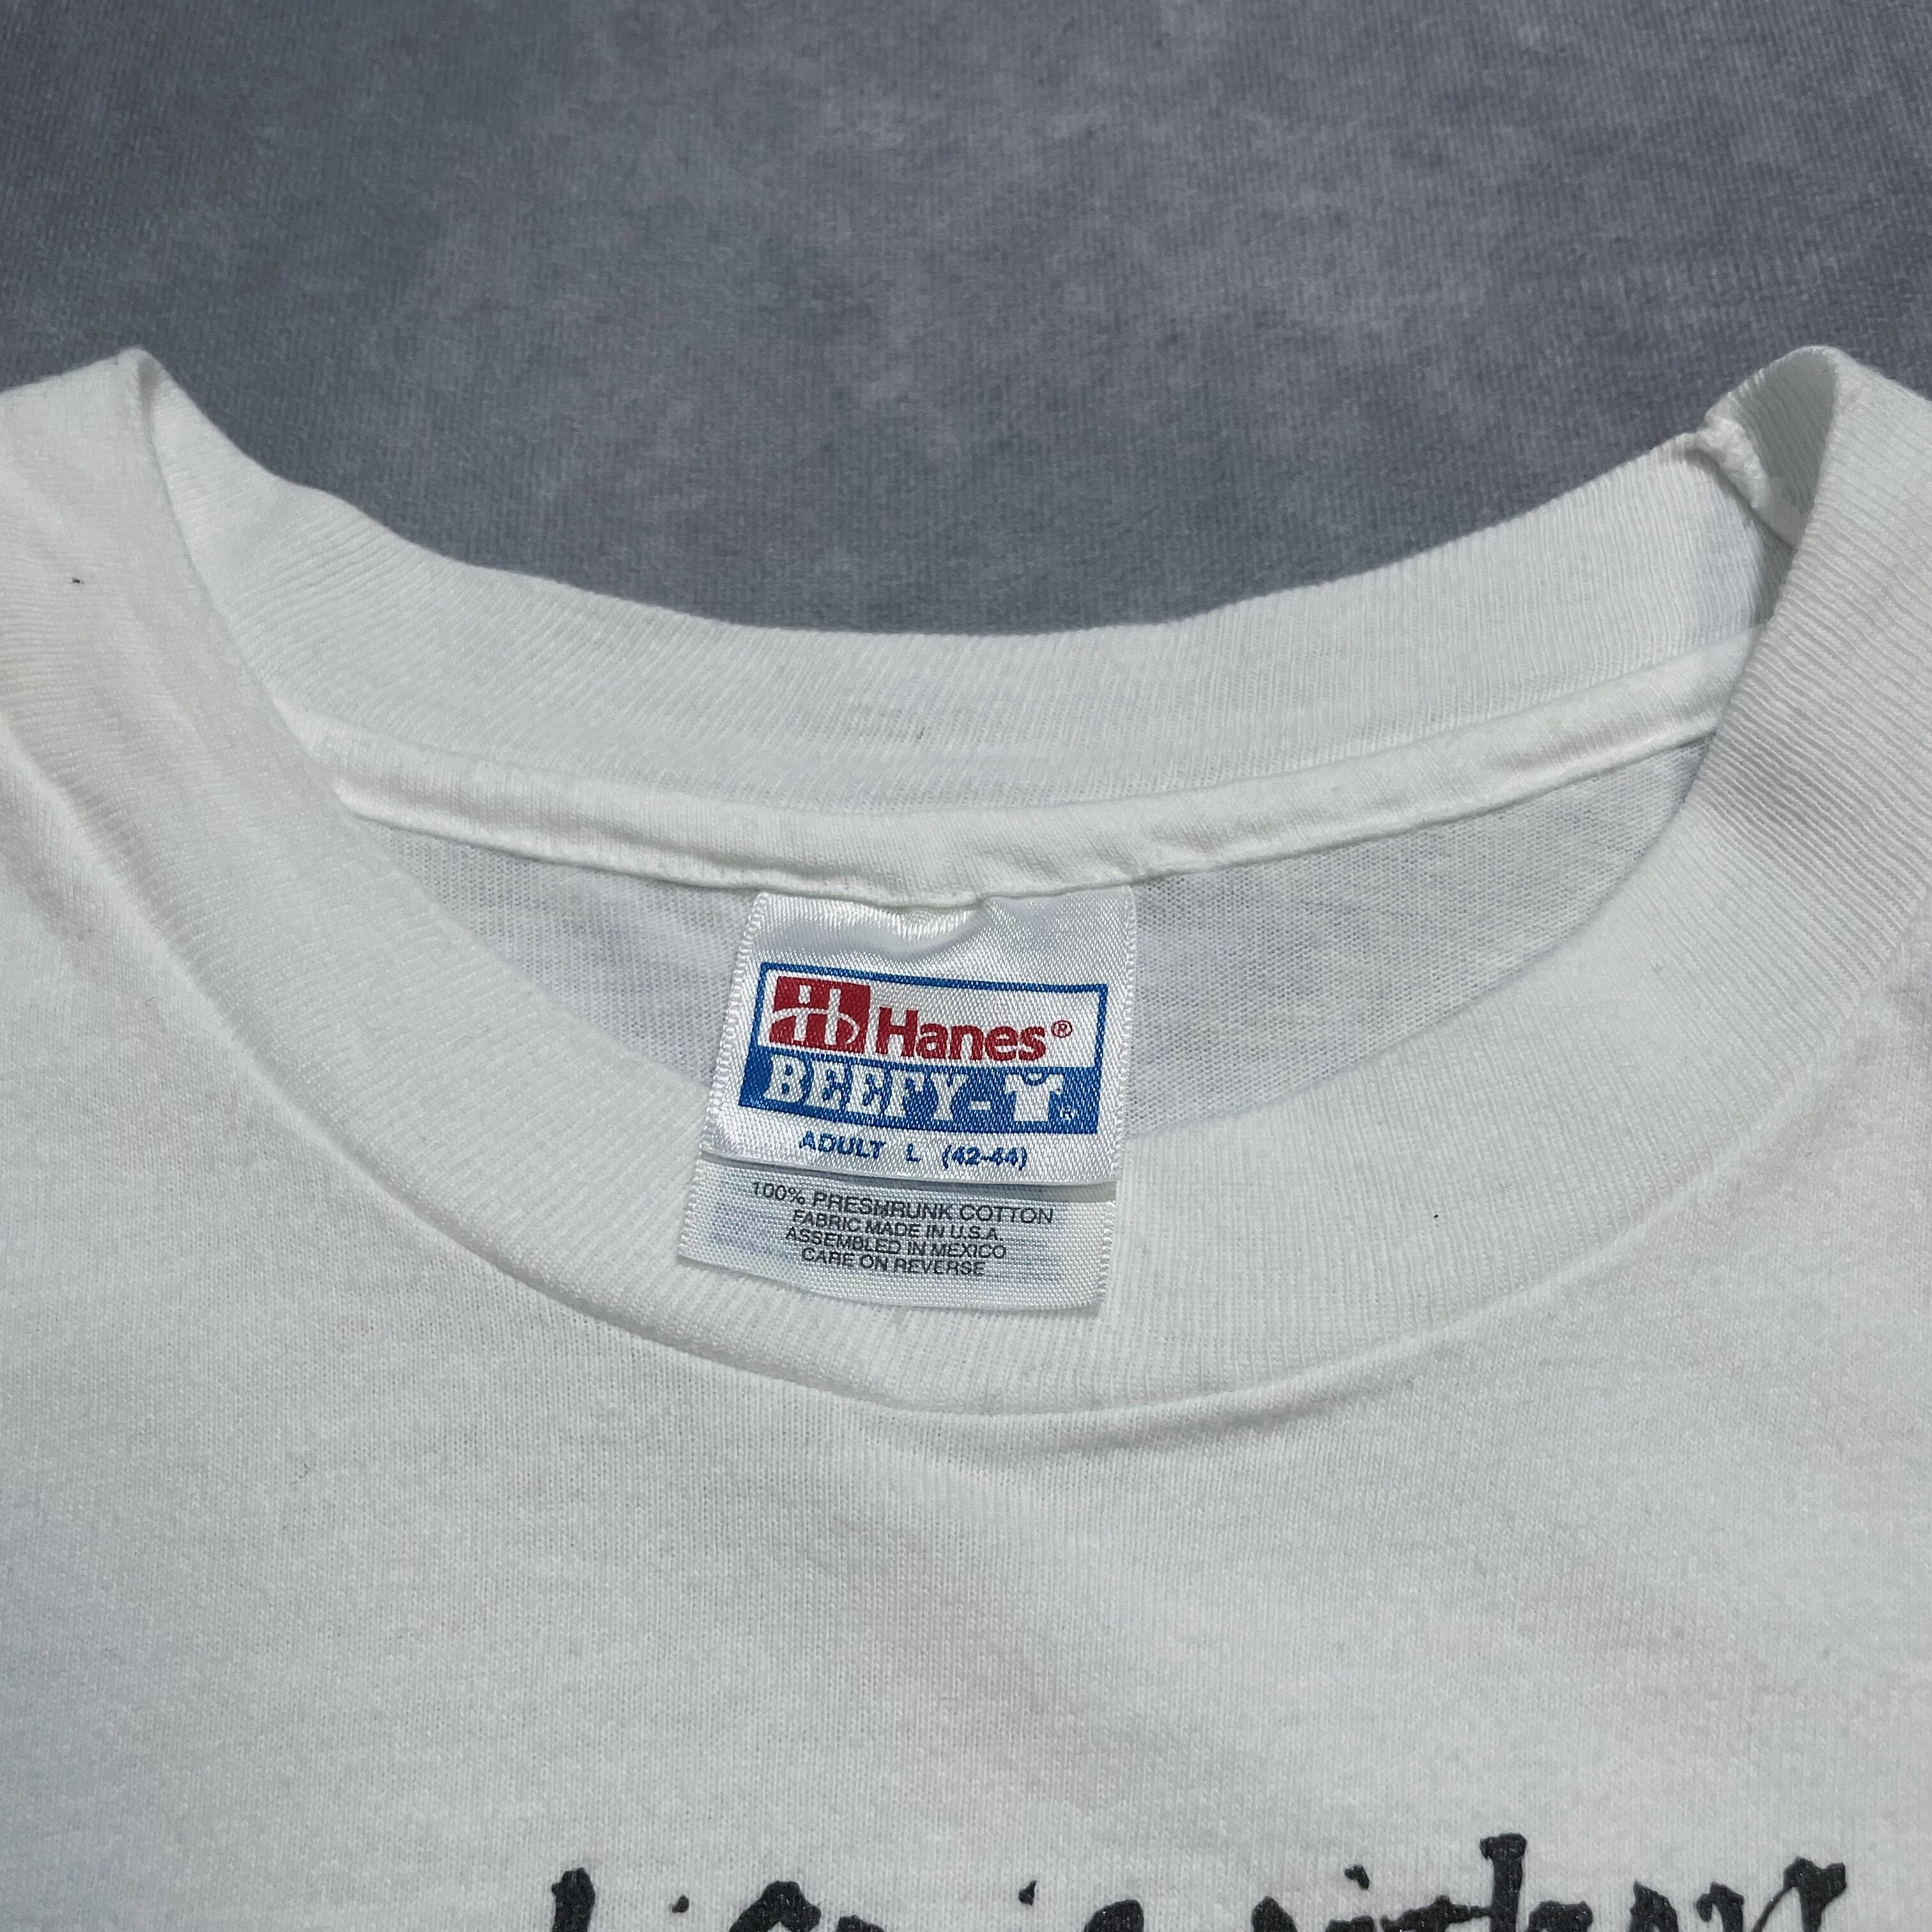 Hanes®
BEEFY-T®
ADULT L (42-44)
100% PRESHRUNK COTTON
FABRIC MADE IN U.S.A.
ASSEMBLED IN MEXICO
CARE ON REVERSE